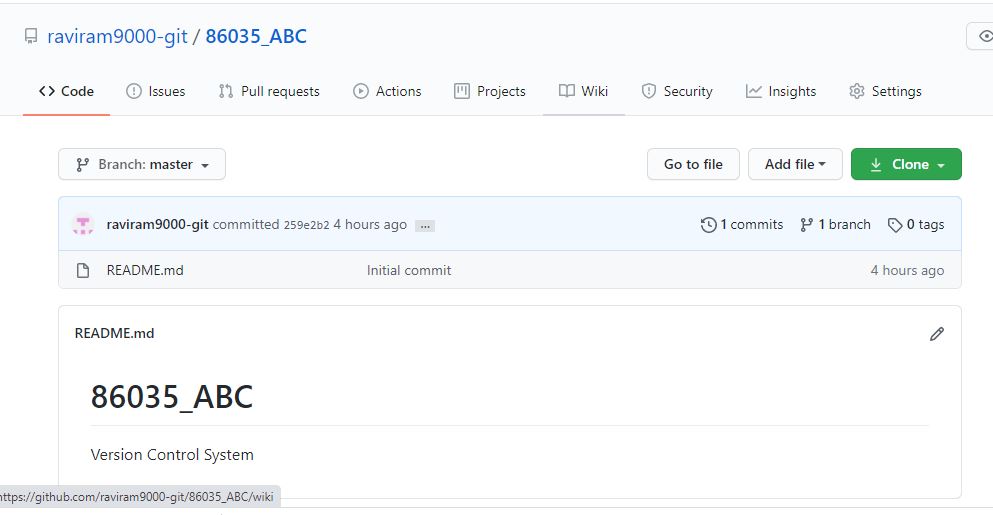 raviram9000-git / 86035_ABC
Code Issues Pull requests Actions Projects Wiki Security Insights Settings
Branch: master Go to file Add file Clone
raviram9000-git committed 259e2b2 4 hours ago ... 1 commits 1 branch 0 tags
README.md Initial commit 4 hours ago
README.md
86035_ABC
Version Control System
https://github.com/raviram9000-git/86035_ABC/wiki